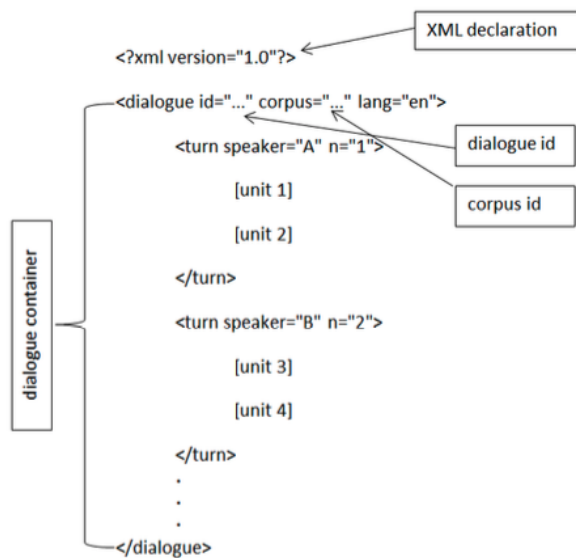 XML declaration
<?xml version="1.0"?>
<dialogue id="..." corpus="..." lang="en">
<turn speaker="A" n="1">
dialogue id
[unit 1]
corpus id
[unit 2]
</turn>
<turn speaker="B" n="2">
dialogue container
[unit 3]
[unit 4]
</turn>
.
.
.
</dialogue>